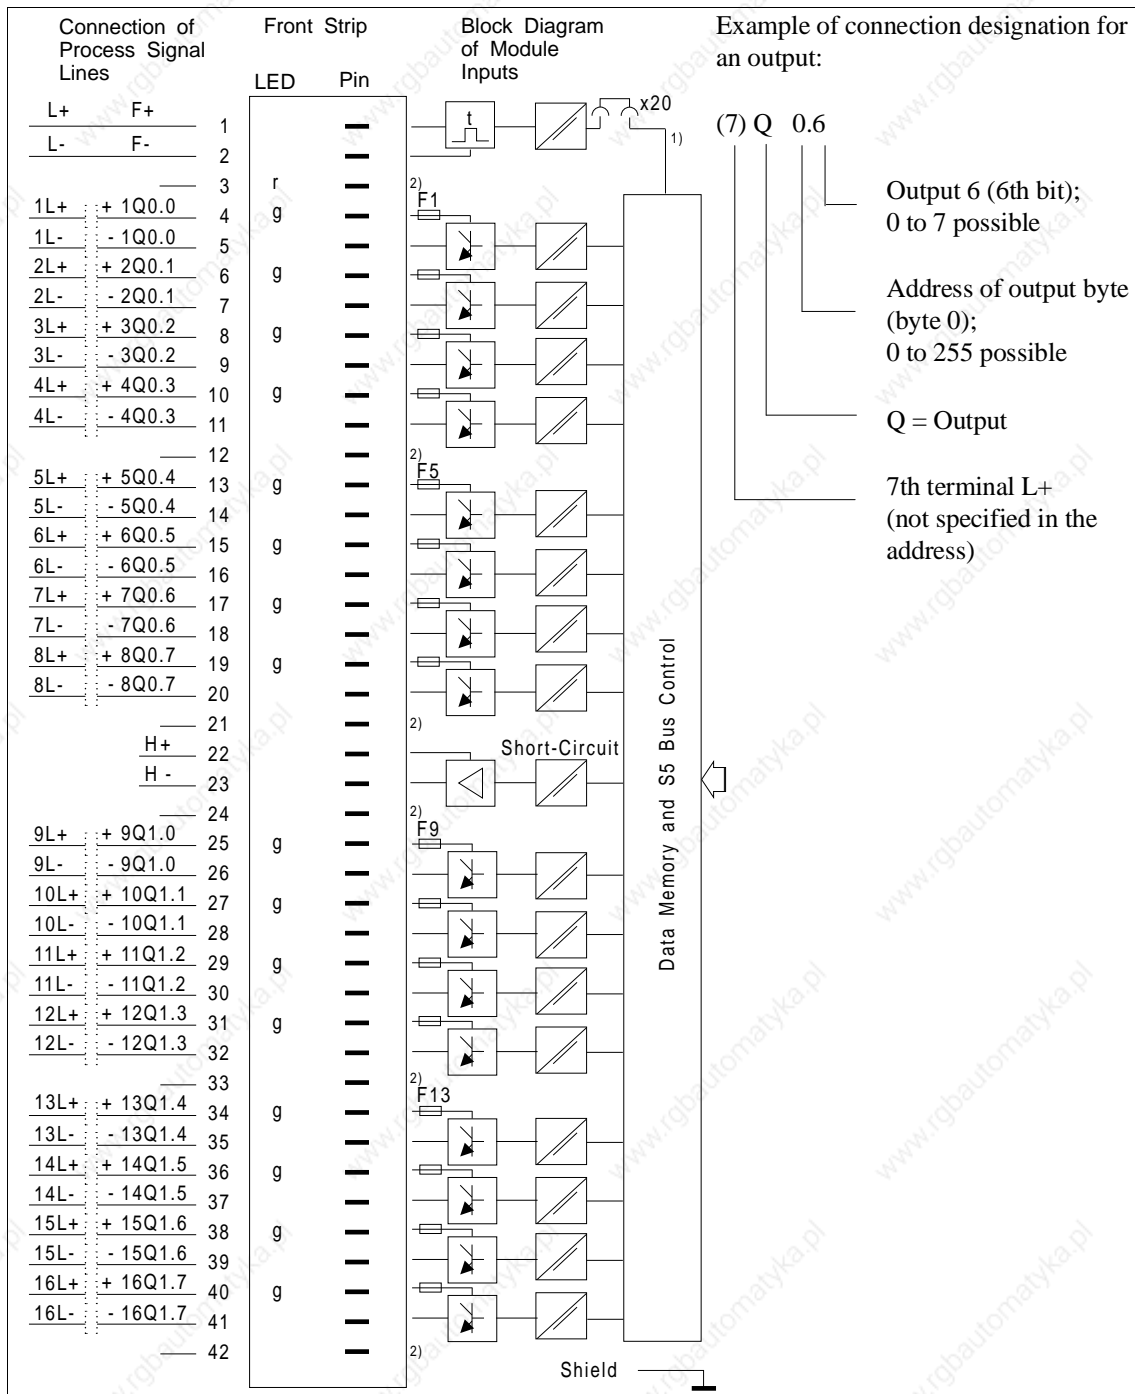 Connection of
Process Signal
Lines
Front Strip
LED Pin
Block Diagram
of Module
Inputs
Example of connection designation for
an output:
L+ F+ 1
L- F- 2
x20
1)
3 r 2)
F1
1L+ + 1Q0.0 4 g
1L- - 1Q0.0 5
2L+ + 2Q0.1 6 g
2L- - 2Q0.1 7
3L+ + 3Q0.2 8 g
3L- - 3Q0.2 9
4L+ + 4Q0.3 10 g
4L- - 4Q0.3 11
12 2)
F5
5L+ + 5Q0.4 13 g
5L- - 5Q0.4 14
6L+ + 6Q0.5 15 g
6L- - 6Q0.5 16
7L+ + 7Q0.6 17 g
7L- - 7Q0.6 18
8L+ + 8Q0.7 19 g
8L- - 8Q0.7 20
21 2)
H+ 22
H - 23
Short-Circuit
24 2)
F9
9L+ + 9Q1.0 25 g
9L- - 9Q1.0 26
10L+ + 10Q1.1 27 g
10L- - 10Q1.1 28
11L+ + 11Q1.2 29 g
11L- - 11Q1.2 30
12L+ + 12Q1.3 31 g
12L- - 12Q1.3 32
33 2)
F13
13L+ + 13Q1.4 34 g
13L- - 13Q1.4 35
14L+ + 14Q1.5 36 g
14L- - 14Q1.5 37
15L+ + 15Q1.6 38 g
15L- - 15Q1.6 39
16L+ + 16Q1.7 40 g
16L- - 16Q1.7 41
42 2)
t
Data Memory and S5 Bus Control
Shield
(7) Q 0.6
Output 6 (6th bit);
0 to 7 possible
Address of output byte
(byte 0);
0 to 255 possible
Q = Output
7th terminal L+
(not specified in the
address)
www.rgbautomatyka.pl